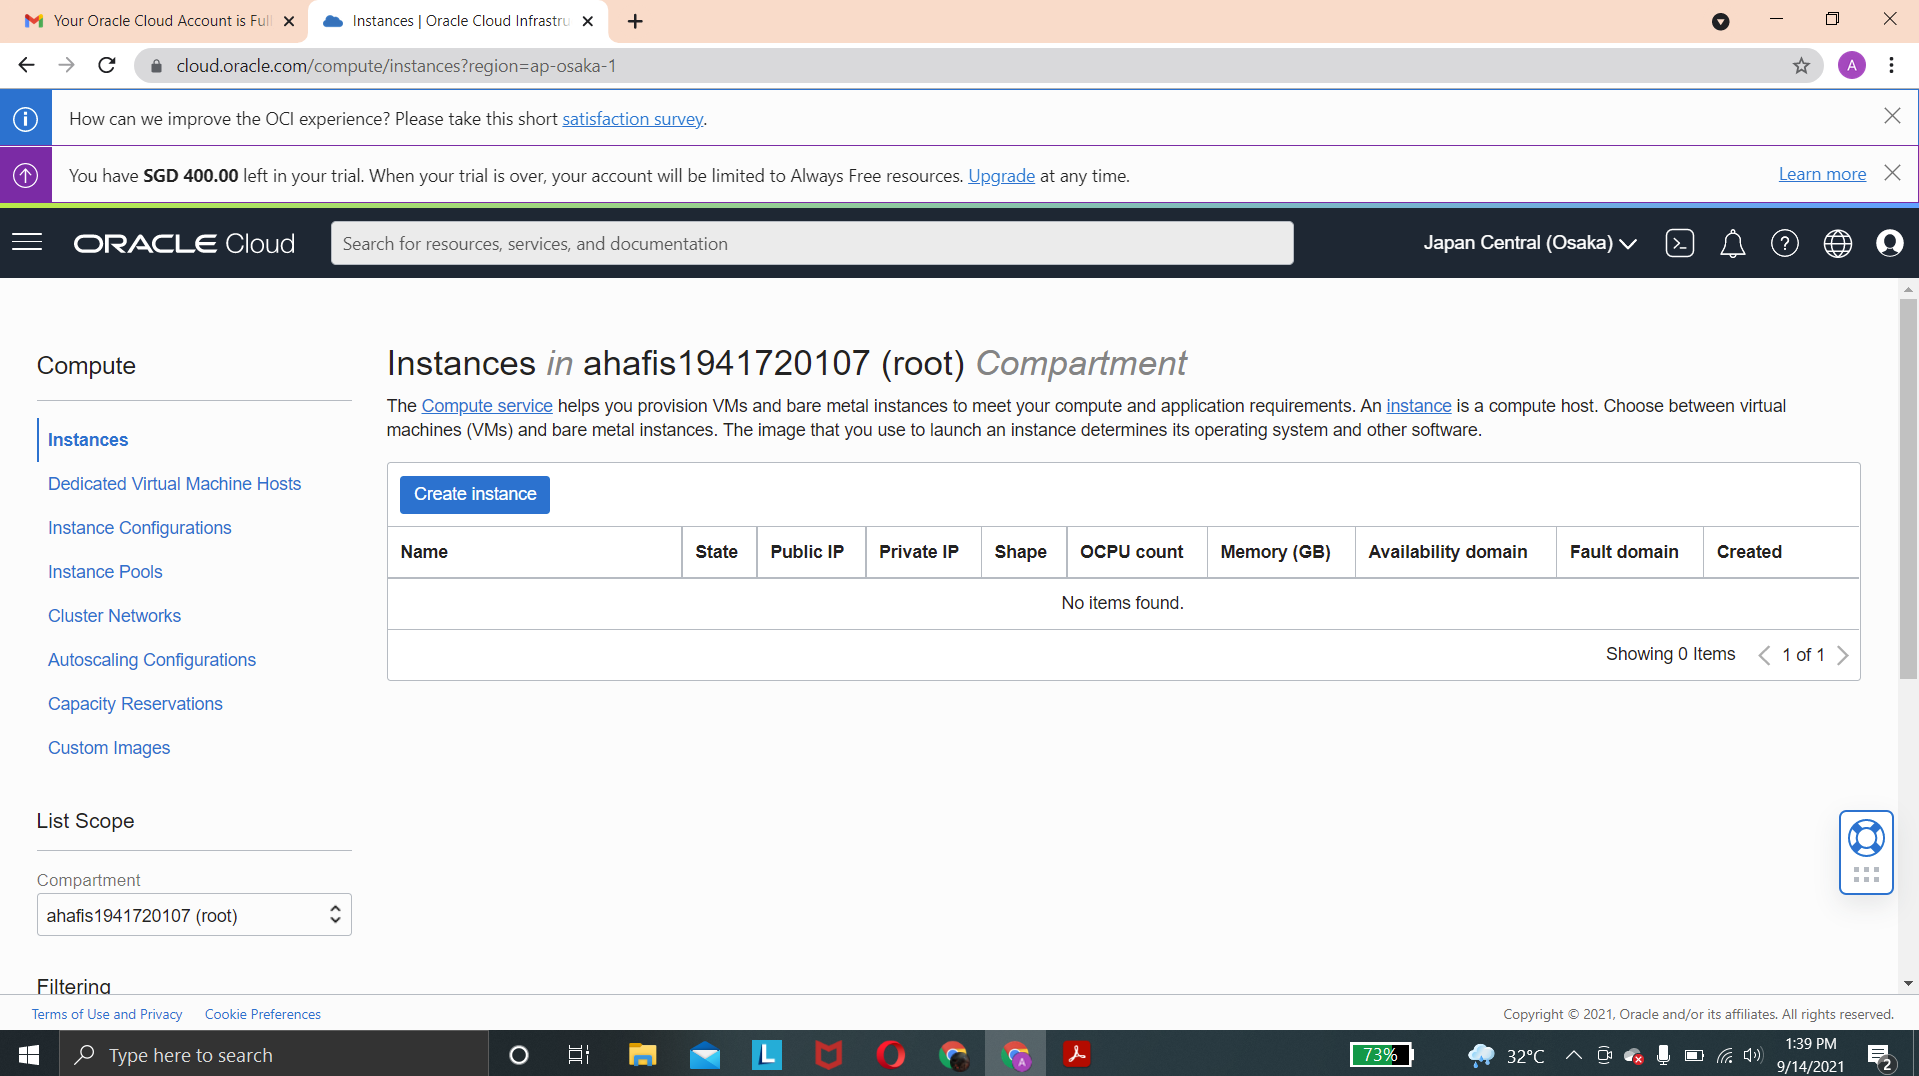 Your Oracle Cloud Account is Full
Instances | Oracle Cloud Infrastru
cloud.oracle.com/compute/instances?region=ap-osaka-1
A
How can we improve the OCI experience? Please take this short satisfaction survey.
You have SGD 400.00 left in your trial. When your trial is over, your account will be limited to Always Free resources. Upgrade at any time.
Learn more
ORACLE Cloud
Search for resources, services, and documentation
Japan Central (Osaka)
Compute
Instances
Dedicated Virtual Machine Hosts
Instance Configurations
Instance Pools
Cluster Networks
Autoscaling Configurations
Capacity Reservations
Custom Images
List Scope
Compartment
ahafis1941720107 (root)
Filtering
Instances in ahafis1941720107 (root) Compartment
The Compute service helps you provision VMs and bare metal instances to meet your compute and application requirements. An instance is a compute host. Choose between virtual
machines (VMs) and bare metal instances. The image that you use to launch an instance determines its operating system and other software.
Create instance
Name State Public IP Private IP Shape OCPU count Memory (GB) Availability domain Fault domain Created
No items found.
Showing 0 Items 1 of 1
Terms of Use and Privacy Cookie Preferences
Copyright © 2021, Oracle and/or its affiliates. All rights reserved.
Type here to search
L
A
73%
32°C
1:39 PM
9/14/2021
2